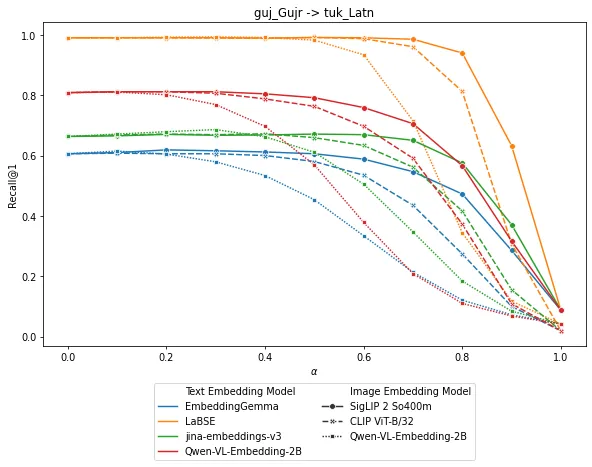 guj_Gujr -> tuk_Latn
Recall@1
1.0
0.8
0.6
0.4
0.2
0.0
0.0 0.2 0.4 0.6 0.8 1.0
α
Text Embedding Model
EmbeddingGemma
LaBSE
jina-embeddings-v3
Qwen-VL-Embedding-2B
Image Embedding Model
SigLIP 2 So400m
CLIP ViT-B/32
Qwen-VL-Embedding-2B